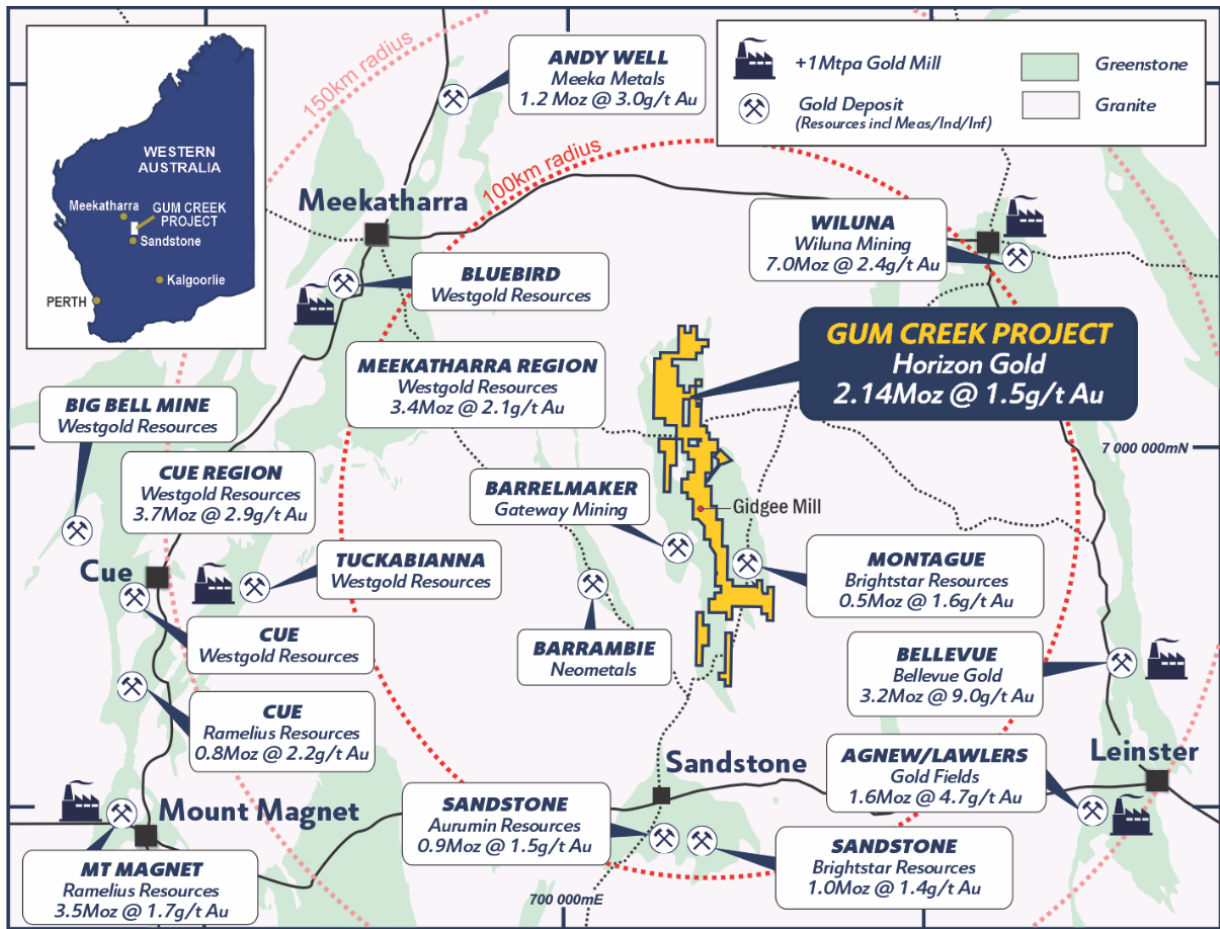 WESTERN
AUSTRALIA
Meekatharra
GUM CREEK
PROJECT
Sandstone
Kalgoorlie
PERTH
150km radius
100km radius
ANDY WELL
Meeka Metals
1.2 Moz @ 3.0g/t Au
+1Mtpa Gold Mill
Gold Deposit
(Resources incl Meas/Ind/Inf)
Greenstone
Granite
Meekatharra
WILUNA
Wiluna Mining
7.0Moz @ 2.4g/t Au
BLUEBIRD
Westgold Resources
GUM CREEK PROJECT
Horizon Gold
2.14Moz @ 1.5g/t Au
MEEKATHARRA REGION
Westgold Resources
3.4Moz @ 2.1g/t Au
BIG BELL MINE
Westgold Resources
7 000 000mN
CUE REGION
Westgold Resources
3.7Moz @ 2.9g/t Au
BARRELMAKER
Gateway Mining
Gidgee Mill
Cue
TUCKABIANNA
Westgold Resources
MONTAGUE
Brightstar Resources
0.5Moz @ 1.6g/t Au
CUE
Westgold Resources
BARRAMBIE
Neometals
BELLEVUE
Bellevue Gold
3.2Moz @ 9.0g/t Au
CUE
Ramelius Resources
0.8Moz @ 2.2g/t Au
Sandstone
AGNEW/LAWLERS
Gold Fields
1.6Moz @ 4.7g/t Au
Leinster
Mount Magnet
SANDSTONE
Aurumin Resources
0.9Moz @ 1.5g/t Au
SANDSTONE
Brightstar Resources
1.0Moz @ 1.4g/t Au
MT MAGNET
Ramelius Resources
3.5Moz @ 1.7g/t Au
700 000mE